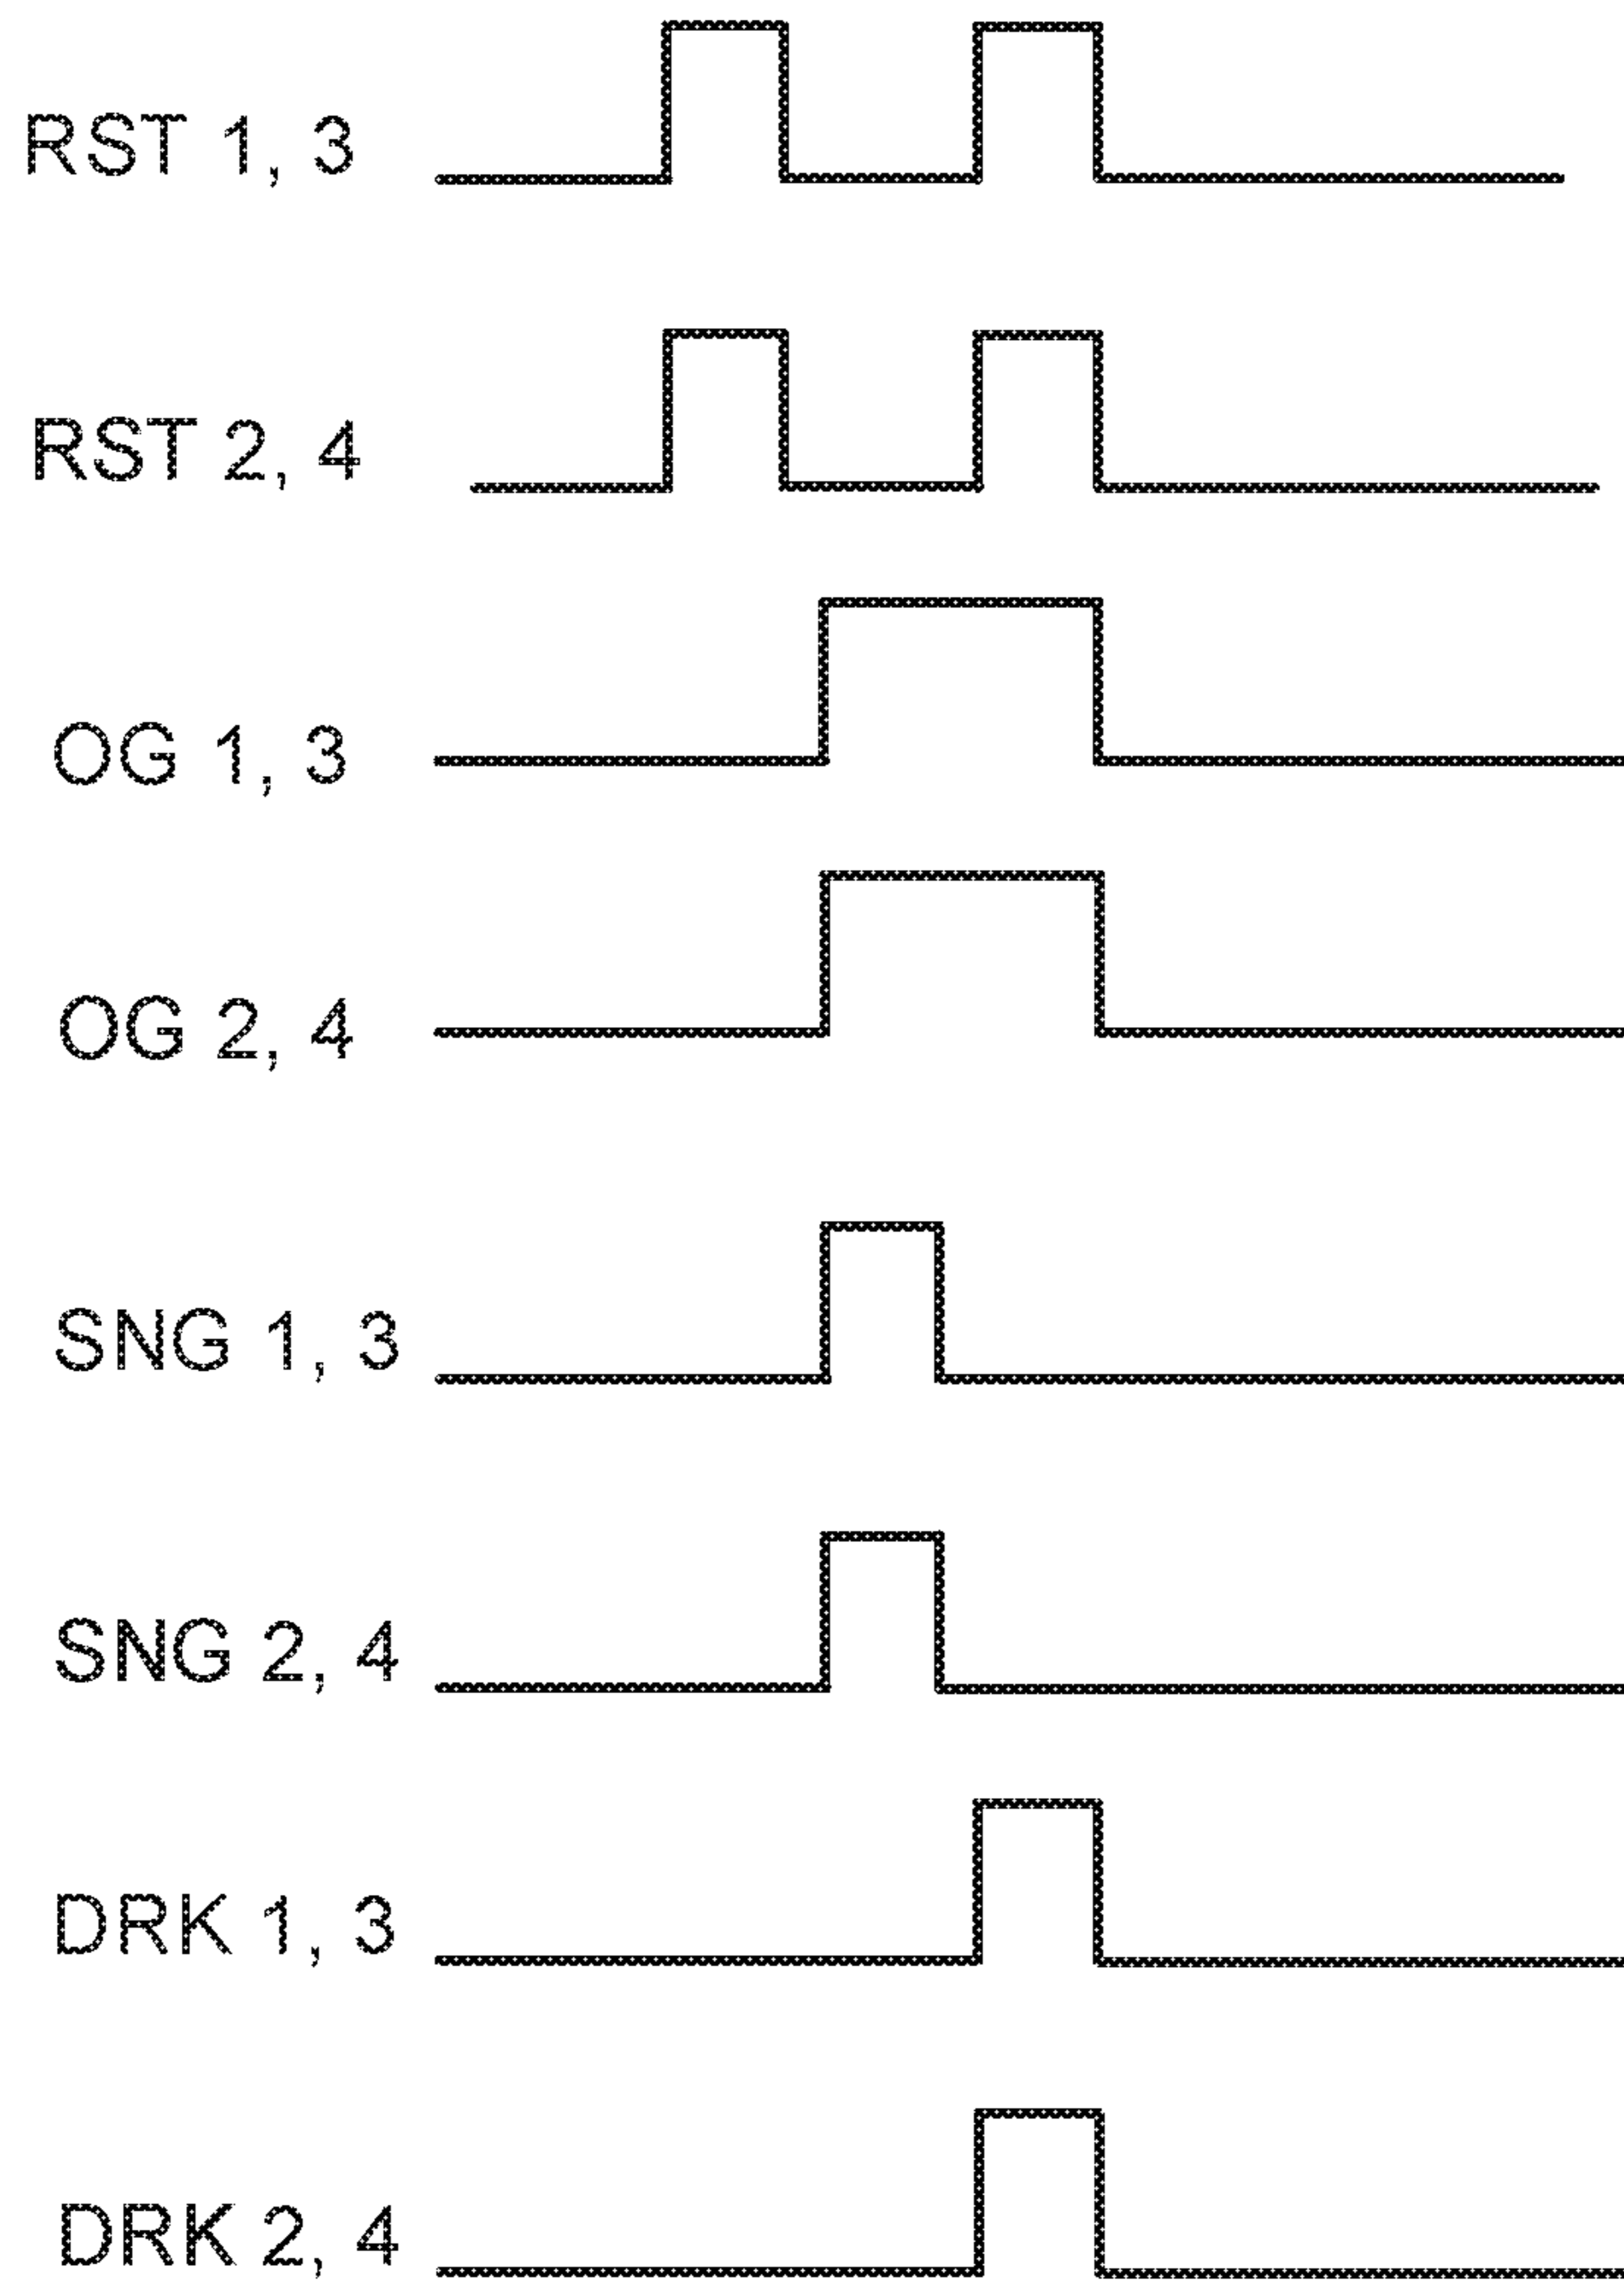 RST 1, 3
RST 2, 4
OG 1, 3
OG 2, 4
SNG 1, 3
SNG 2, 4
DRK 1, 3
DRK 2, 4